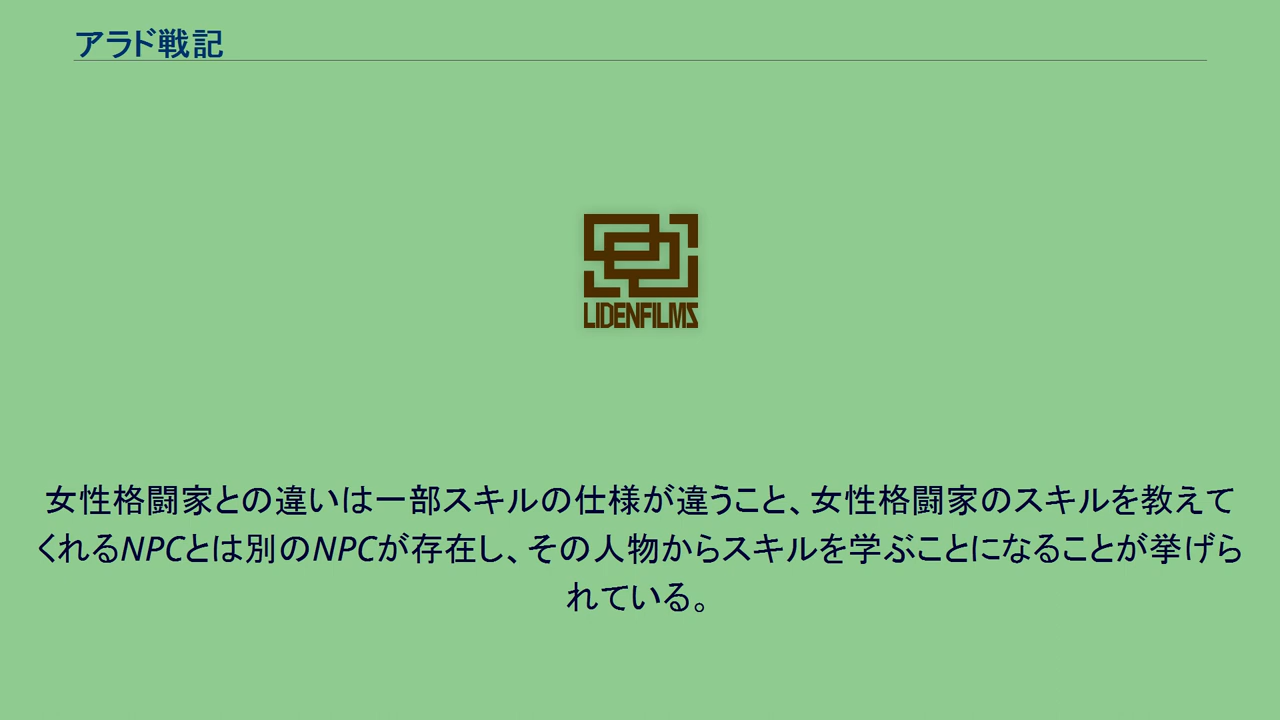 アラド戦記
LIDENFILMS
女性格闘家との違いは一部スキルの仕様が違うこと、女性格闘家のスキルを教えて
くれるNPCとは別のNPCが存在し、その人物からスキルを学ぶことになることが挙げら
れている。